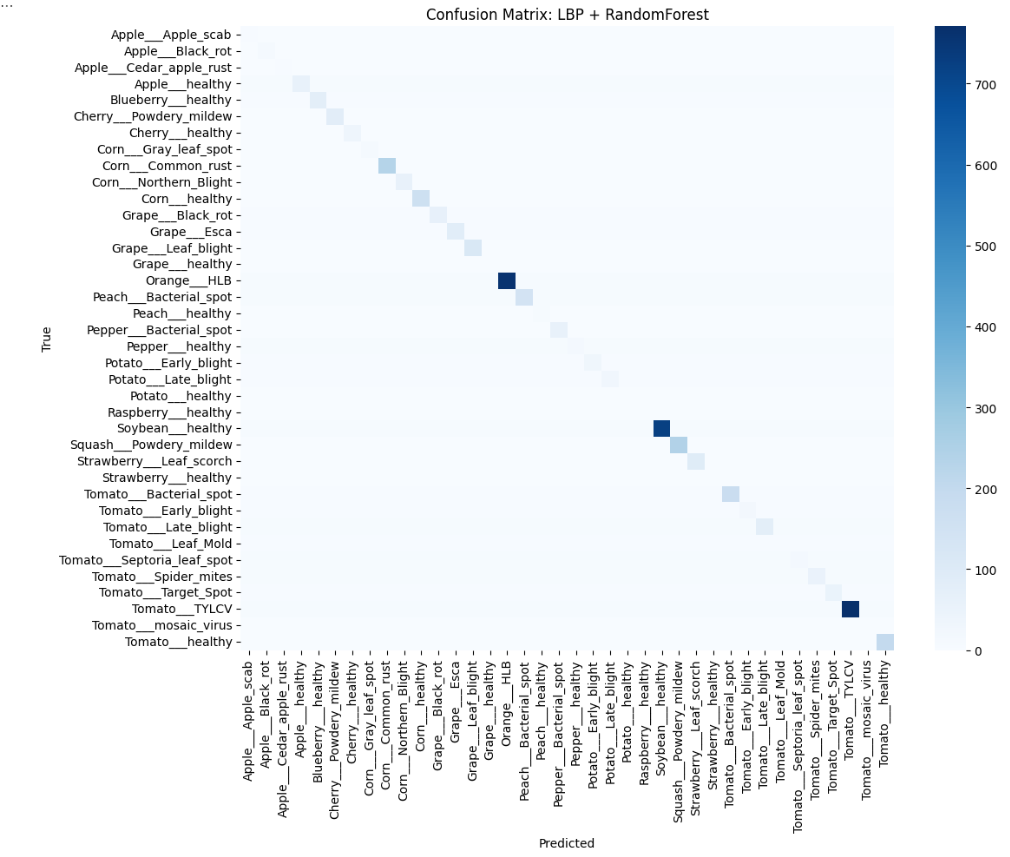 ...
Confusion Matrix: LBP + RandomForest
True
Apple___Apple_scab
Apple___Black_rot
Apple___Cedar_apple_rust
Apple___healthy
Blueberry___healthy
Cherry___Powdery_mildew
Cherry___healthy
Corn___Gray_leaf_spot
Corn___Common_rust
Corn___Northern_Blight
Corn___healthy
Grape___Black_rot
Grape___Esca
Grape___Leaf_blight
Grape___healthy
Orange___HLB
Peach___Bacterial_spot
Peach___healthy
Pepper___Bacterial_spot
Pepper___healthy
Potato___Early_blight
Potato___Late_blight
Potato___healthy
Raspberry___healthy
Soybean___healthy
Squash___Powdery_mildew
Strawberry___Leaf_scorch
Strawberry___healthy
Tomato___Bacterial_spot
Tomato___Early_blight
Tomato___Late_blight
Tomato___Leaf_Mold
Tomato___Septoria_leaf_spot
Tomato___Spider_mites
Tomato___Target_Spot
Tomato___TYLCV
Tomato___mosaic_virus
Tomato___healthy
Apple___Apple_scab
Apple___Black_rot
Apple___Cedar_apple_rust
Apple___healthy
Blueberry___healthy
Cherry___Powdery_mildew
Cherry___healthy
Corn___Gray_leaf_spot
Corn___Common_rust
Corn___Northern_Blight
Corn___healthy
Grape___Black_rot
Grape___Esca
Grape___Leaf_blight
Grape___healthy
Orange___HLB
Peach___Bacterial_spot
Peach___healthy
Pepper___Bacterial_spot
Pepper___healthy
Potato___Early_blight
Potato___Late_blight
Potato___healthy
Raspberry___healthy
Soybean___healthy
Squash___Powdery_mildew
Strawberry___Leaf_scorch
Strawberry___healthy
Tomato___Bacterial_spot
Tomato___Early_blight
Tomato___Late_blight
Tomato___Leaf_Mold
Tomato___Septoria_leaf_spot
Tomato___Spider_mites
Tomato___Target_Spot
Tomato___TYLCV
Tomato___mosaic_virus
Tomato___healthy
Predicted
700
600
500
400
300
200
100
0